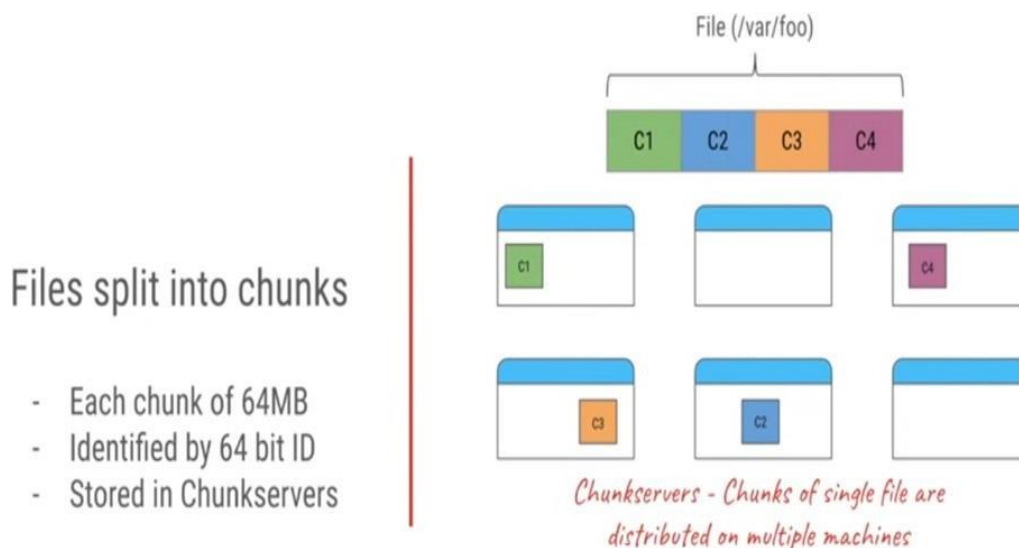 File (/var/foo)
C1 C2 C3 C4
C1
C4
Files split into chunks
- Each chunk of 64MB
- Identified by 64 bit ID
- Stored in Chunkservers
C3
C2
Chunkservers - Chunks of single file are
distributed on multiple machines